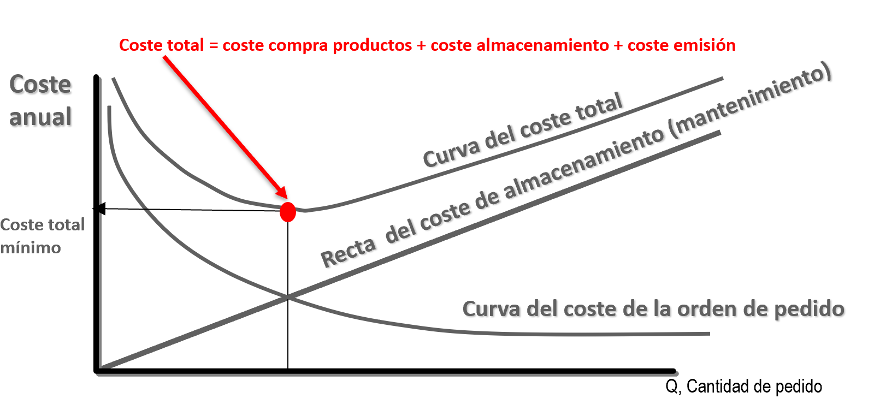 Coste total = coste compra productos + coste almacenamiento + coste emisión
Coste
anual
Curva del coste total
Recta del coste de almacenamiento (mantenimiento)
Coste total
mínimo
Curva del coste de la orden de pedido
Q, Cantidad de pedido